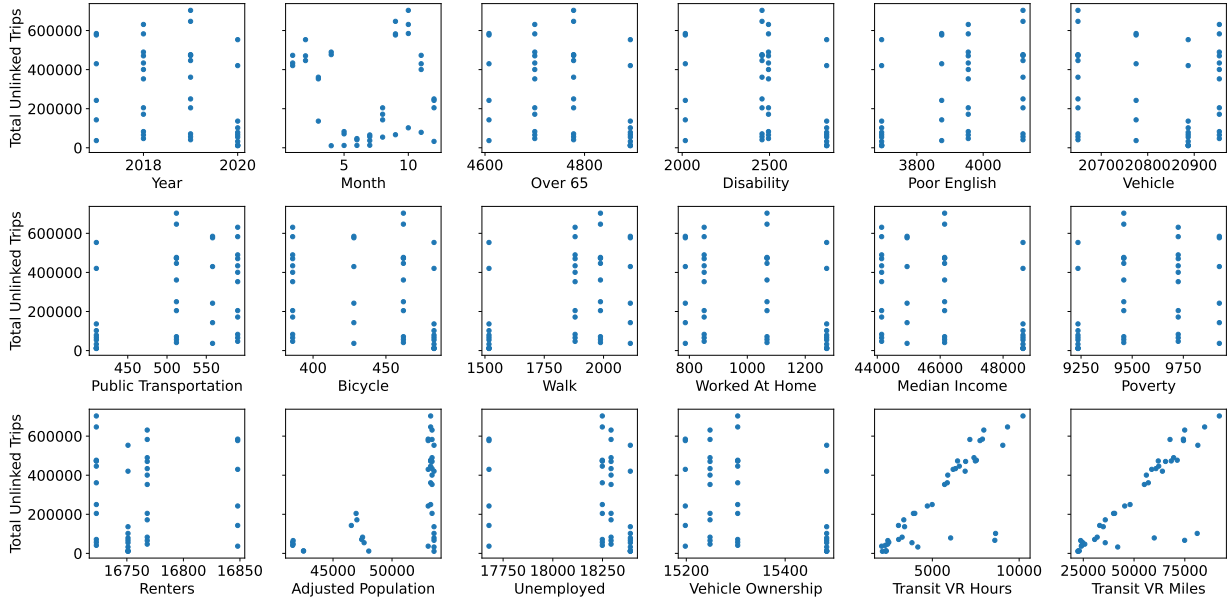 Total Unlinked Trips
600000
400000
200000
0
2018 2020
Year
5 10
Month
4600 4800
Over 65
2000 2500
Disability
3800 4000
Poor English
20700 20800 20900
Vehicle
Total Unlinked Trips
600000
400000
200000
0
450 500 550
Public Transportation
400 450
Bicycle
1500 1750 2000
Walk
800 1000 1200
Worked At Home
44000 46000 48000
Median Income
9250 9500 9750
Poverty
Total Unlinked Trips
600000
400000
200000
0
16750 16800 16850
Renters
45000 50000
Adjusted Population
17750 18000 18250
Unemployed
15200 15400
Vehicle Ownership
5000 10000
Transit VR Hours
25000 50000 75000
Transit VR Miles